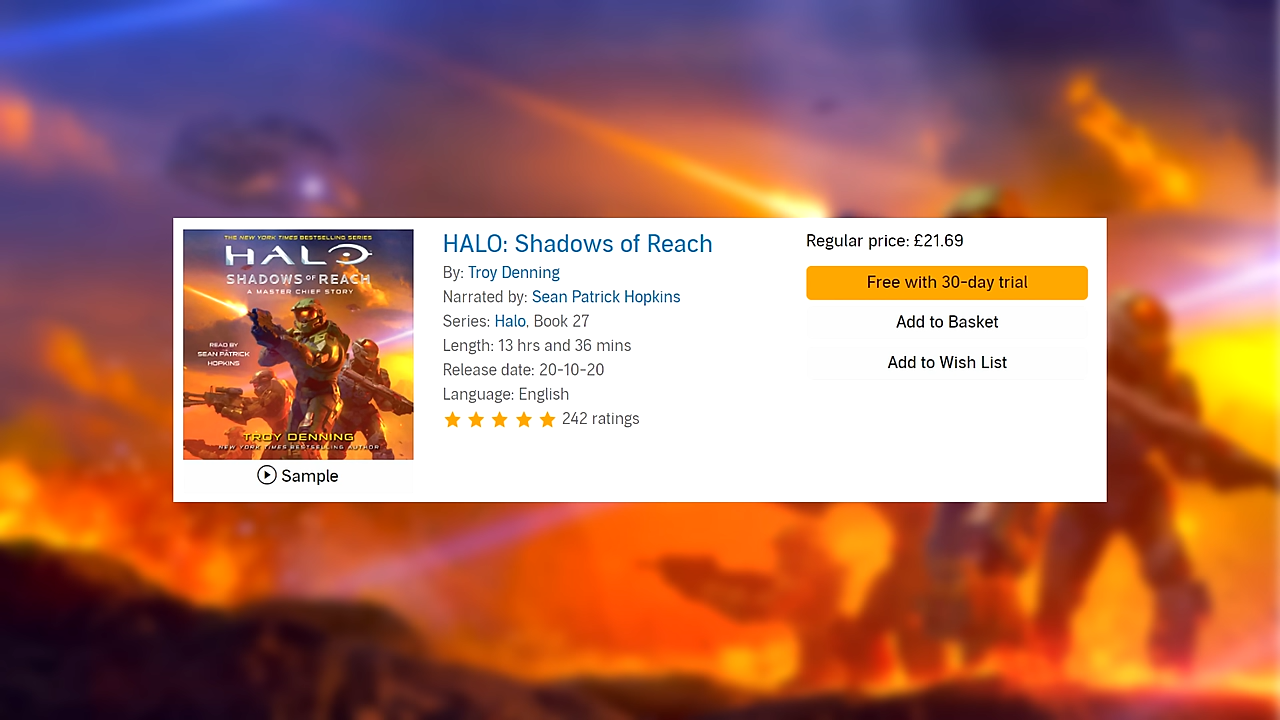 THE NEW YORK TIMES BESTSELLING SERIES
HALO
SHADOWS OF REACH
A MASTER CHIEF STORY
READ BY
SEAN PATRICK
HOPKINS
TROY DENNING
NEW YORK TIMES BESTSELLING AUTHOR
Sample
HALO: Shadows of Reach
By: Troy Denning
Narrated by: Sean Patrick Hopkins
Series: Halo, Book 27
Length: 13 hrs and 36 mins
Release date: 20-10-20
Language: English
242 ratings
Regular price: £21.69
Free with 30-day trial
Add to Basket
Add to Wish List